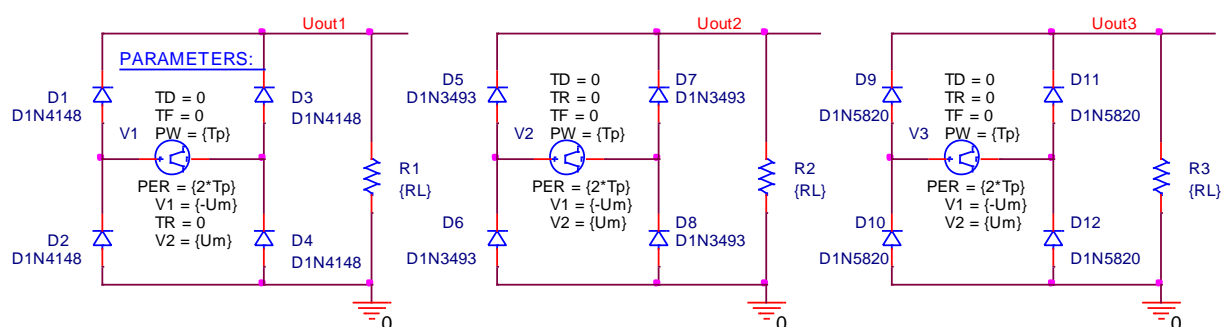 Uout1
PARAMETERS:
D1
D1N4148
D3
D1N4148
TD = 0
TF = 0
PW = {Tp}
V1
PER = {2*Tp}
V1 = {-Um}
TR = 0
V2 = {Um}
D2
D1N4148
D4
D1N4148
R1
{RL}
0
Uout2
D5
D1N3493
D7
D1N3493
TD = 0
TR = 0
TF = 0
PW = {Tp}
V2
PER = {2*Tp}
V1 = {-Um}
V2 = {Um}
D6
D1N3493
D8
D1N3493
R2
{RL}
0
Uout3
D9
D1N5820
D11
D1N5820
TD = 0
TR = 0
TF = 0
PW = {Tp}
V3
PER = {2*Tp}
V1 = {-Um}
V2 = {Um}
D10
D1N5820
D12
D1N5820
R3
{RL}
0